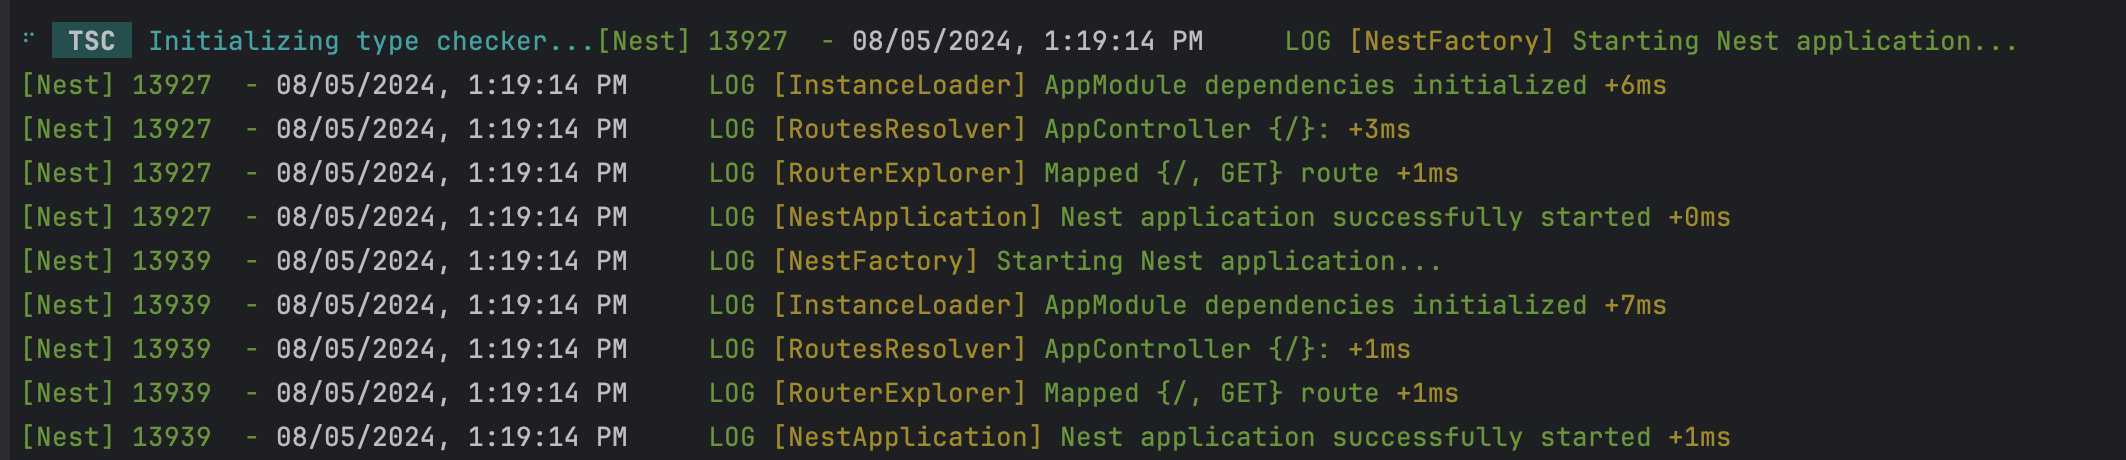 TSC Initializing type checker...[Nest] 13927  - 08/05/2024, 1:19:14 PM     LOG [NestFactory] Starting Nest application...
[Nest] 13927  - 08/05/2024, 1:19:14 PM     LOG [InstanceLoader] AppModule dependencies initialized +6ms
[Nest] 13927  - 08/05/2024, 1:19:14 PM     LOG [RoutesResolver] AppController {/}: +3ms
[Nest] 13927  - 08/05/2024, 1:19:14 PM     LOG [RouterExplorer] Mapped {/, GET} route +1ms
[Nest] 13927  - 08/05/2024, 1:19:14 PM     LOG [NestApplication] Nest application successfully started +0ms
[Nest] 13939  - 08/05/2024, 1:19:14 PM     LOG [NestFactory] Starting Nest application...
[Nest] 13939  - 08/05/2024, 1:19:14 PM     LOG [InstanceLoader] AppModule dependencies initialized +7ms
[Nest] 13939  - 08/05/2024, 1:19:14 PM     LOG [RoutesResolver] AppController {/}: +1ms
[Nest] 13939  - 08/05/2024, 1:19:14 PM     LOG [RouterExplorer] Mapped {/, GET} route +1ms
[Nest] 13939  - 08/05/2024, 1:19:14 PM     LOG [NestApplication] Nest application successfully started +1ms